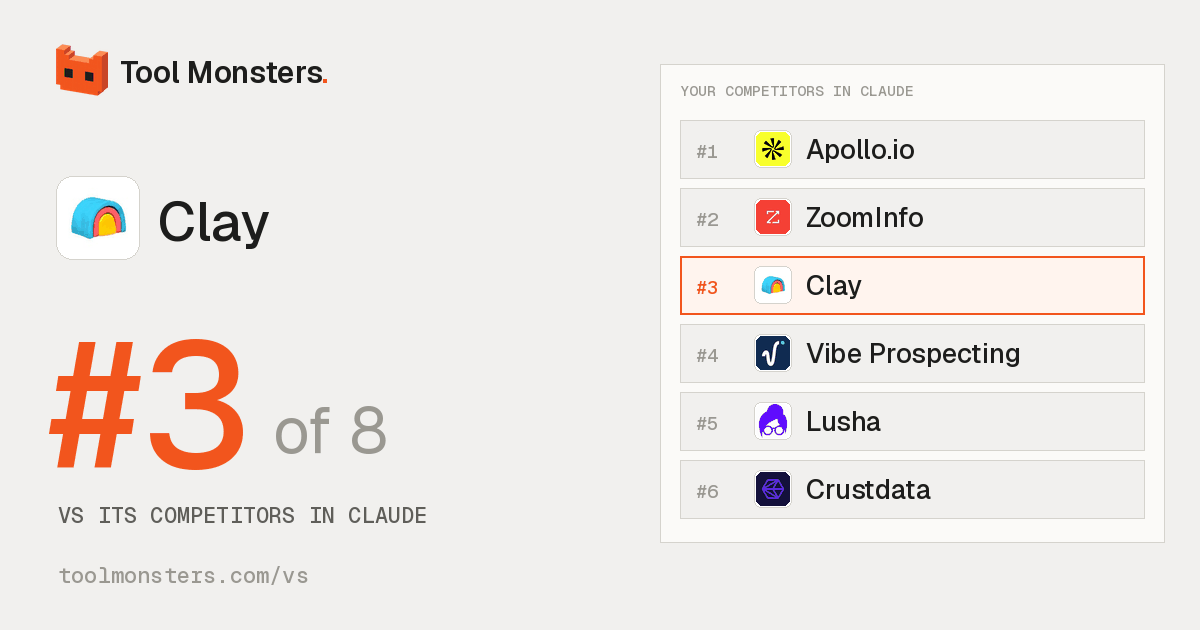 Tool Monsters.
Clay
#3 of 8
VS ITS COMPETITORS IN CLAUDE
toolmonsters.com/vs
YOUR COMPETITORS IN CLAUDE
#1 Apollo.io
#2 ZoomInfo
#3 Clay
#4 Vibe Prospecting
#5 Lusha
#6 Crustdata